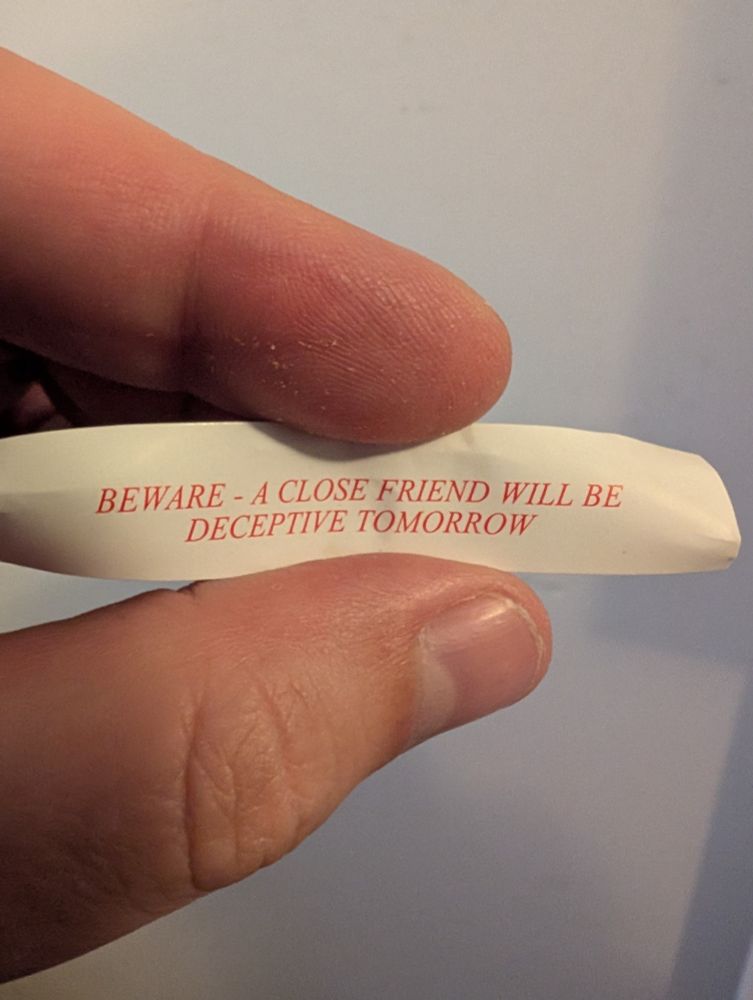 BEWARE - A CLOSE FRIEND WILL BE
DECEPTIVE TOMORROW